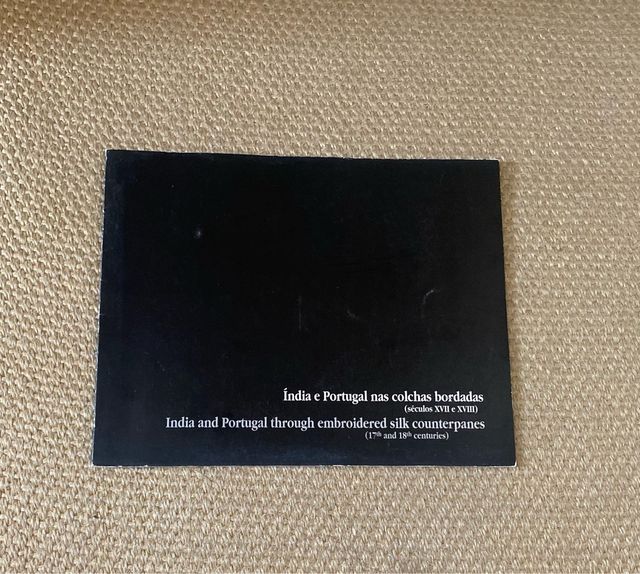 Índia e Portugal nas colchas bordadas
(séculos XVII e XVIII)
India and Portugal through embroidered silk counterpanes
(17th and 18th centuries)